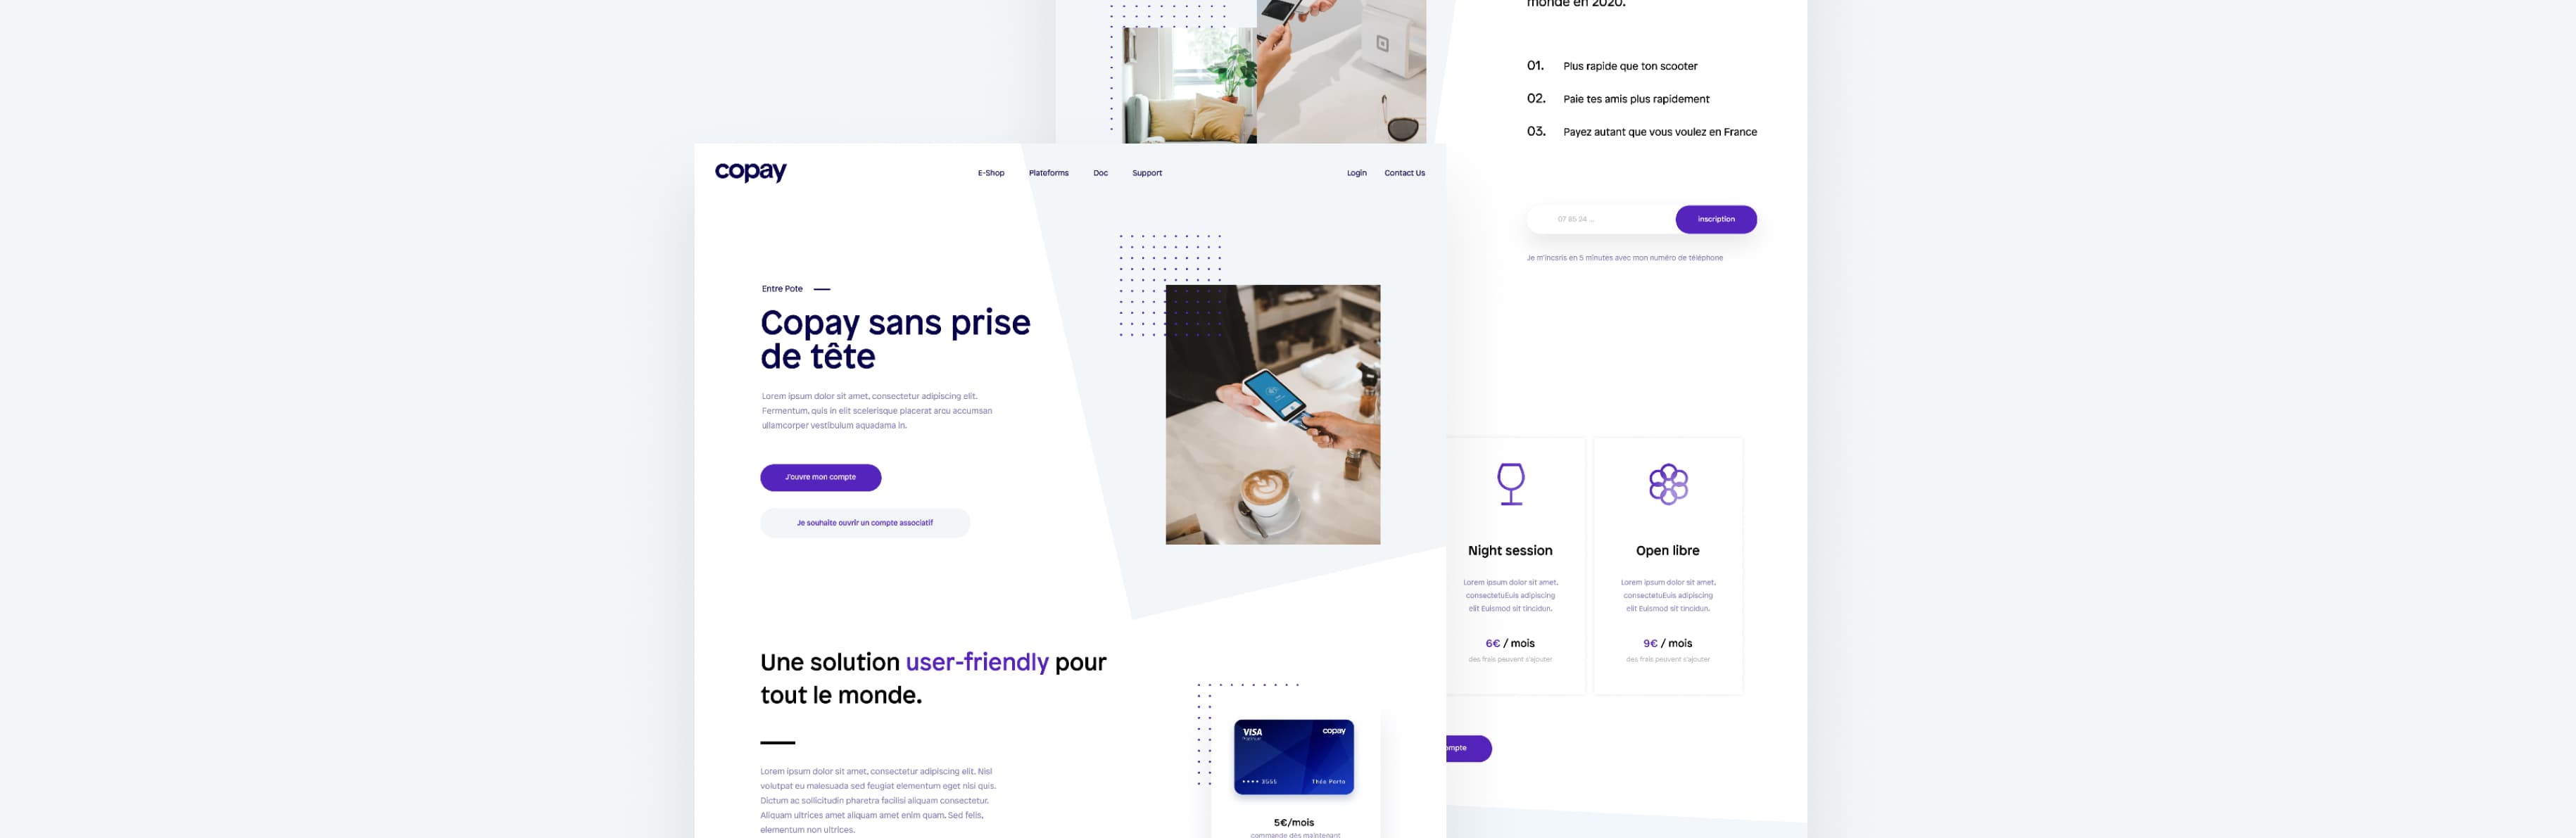 monde en 2020.
01. Plus rapide que ton scooter
02. Paie tes amis plus rapidement
03. Payez autant que vous voulez en France
copay
E-Shop Plateforms Doc Support Login Contact Us
07 85 24 ...
inscription
Je m'incsris en 5 minutes avec mon numéro de téléphone
Entre Pote
Copay sans prise
de tête
Lorem ipsum dolor sit amet, consectetur adipiscing elit.
Fermentum, quis in elit scelerisque placerat arcu accumsan
ullamcorper vestibulum aquadama in.
J'ouvre mon compte
Je souhaite ouvrir un compte associatif
Night session
Lorem ipsum dolor sit amet,
consectetuEuis adipiscing
elit Euismod sit tincidun.
6€ / mois
des frais peuvent s'ajouter
Open libre
Lorem ipsum dolor sit amet,
consectetuEuis adipiscing
elit Euismod sit tincidun.
9€ / mois
des frais peuvent s'ajouter
Une solution user-friendly pour
tout le monde.
Lorem ipsum dolor sit amet, consectetur adipiscing elit. Nisl
volutpat eu malesuada sed feugiat elementum eget nisi quis.
Dictum ac sollicitudin pharetra facilisi aliquam consectetur.
Aliquam ultrices amet aliquam amet enim quam. Sed felis,
elementum non ultrices.
VISA
copay
•••• 3555 Théo Porta
5€/mois
commande dès maintenant